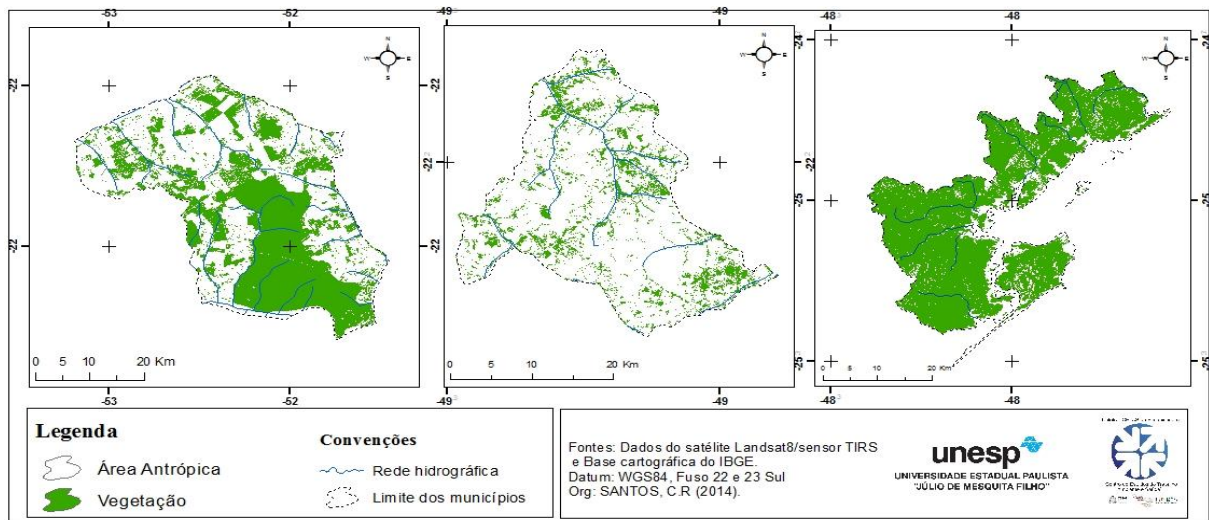 -53 -52
-49 -49
-48 -48
N
W E
S
N
W E
S
N
W E
S
-22
-22
-22
-22
-22
-22
-24
-25
-25
0 5 10 20 Km
0 5 10 20 Km
0 5 10 20 Km
-53 -52
-49 -49
-48 -48
Legenda
Área Antrópica
Vegetação
Convenções
Rede hidrográfica
Limite dos municípios
Fontes: Dados do satélite Landsat8/sensor TIRS
e Base cartográfica do IBGE.
Datum: WGS84, Fuso 22 e 23 Sul
Org: SANTOS, C.R (2014).
unesp
UNIVERSIDADE ESTADUAL PAULISTA
"JÚLIO DE MESQUITA FILHO"